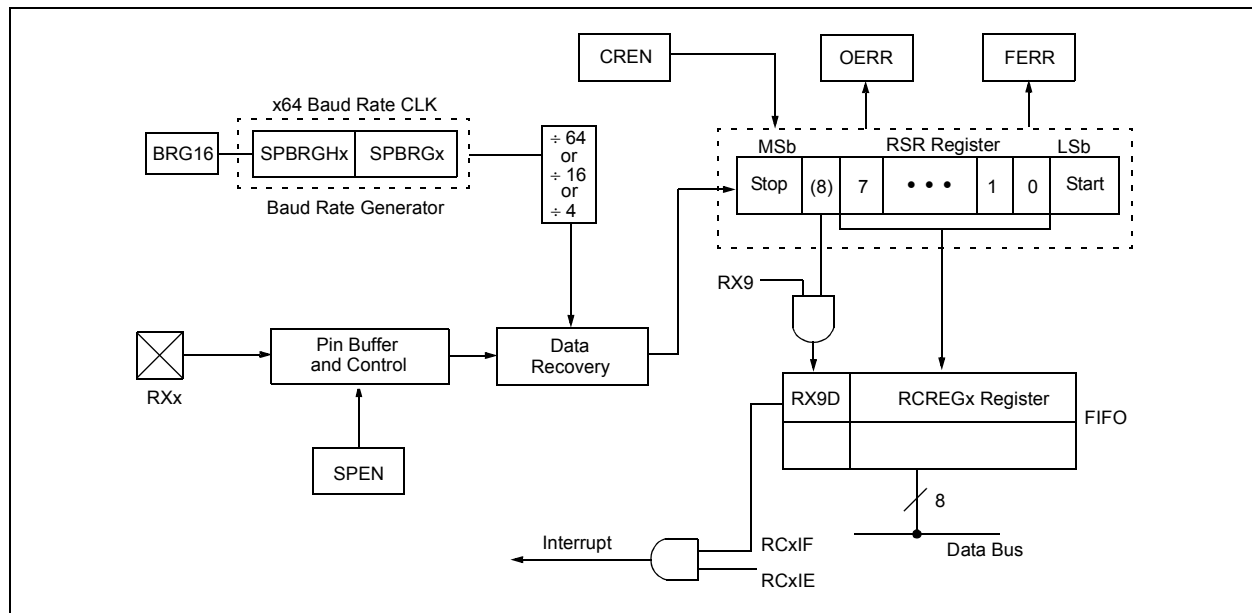 CREN
OERR
FERR
x64 Baud Rate CLK
BRG16
SPBRGHx
SPBRGx
Baud Rate Generator
÷ 64
or
÷ 16
or
÷ 4
MSb
RSR Register
LSb
Stop
(8)
7
• • •
1
0
Start
RX9
RXx
Pin Buffer
and Control
Data
Recovery
SPEN
RX9D
RCREGx Register
FIFO
8
Data Bus
Interrupt
RCxIF
RCxIE